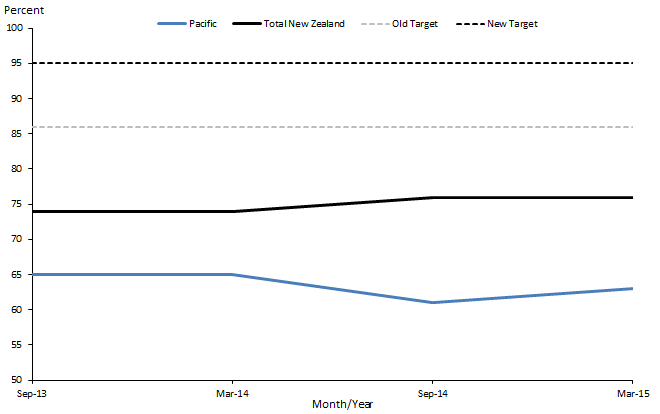 Percent
Pacific Total New Zealand Old Target New Target
100
95
90
85
80
75
70
65
60
55
50
Sep-13 Mar-14 Sep-14 Mar-15
Month/Year